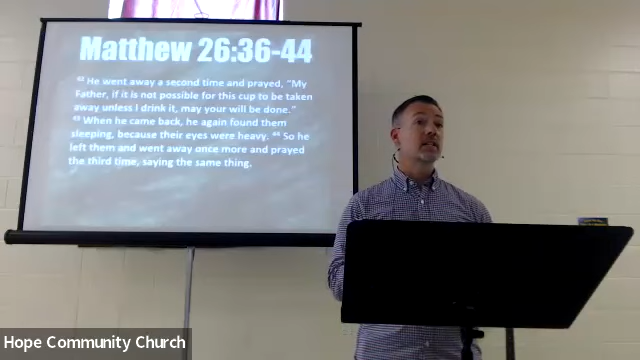 Matthew 26:36-44
42 He went away a second time and prayed, "My
Father, if it is not possible for this cup to be taken
away unless I drink it, may your will be done."
43 When he came back, he again found them
sleeping, because their eyes were heavy. 44 So he
left them and went away once more and prayed
the third time, saying the same thing.
Hope Community Church